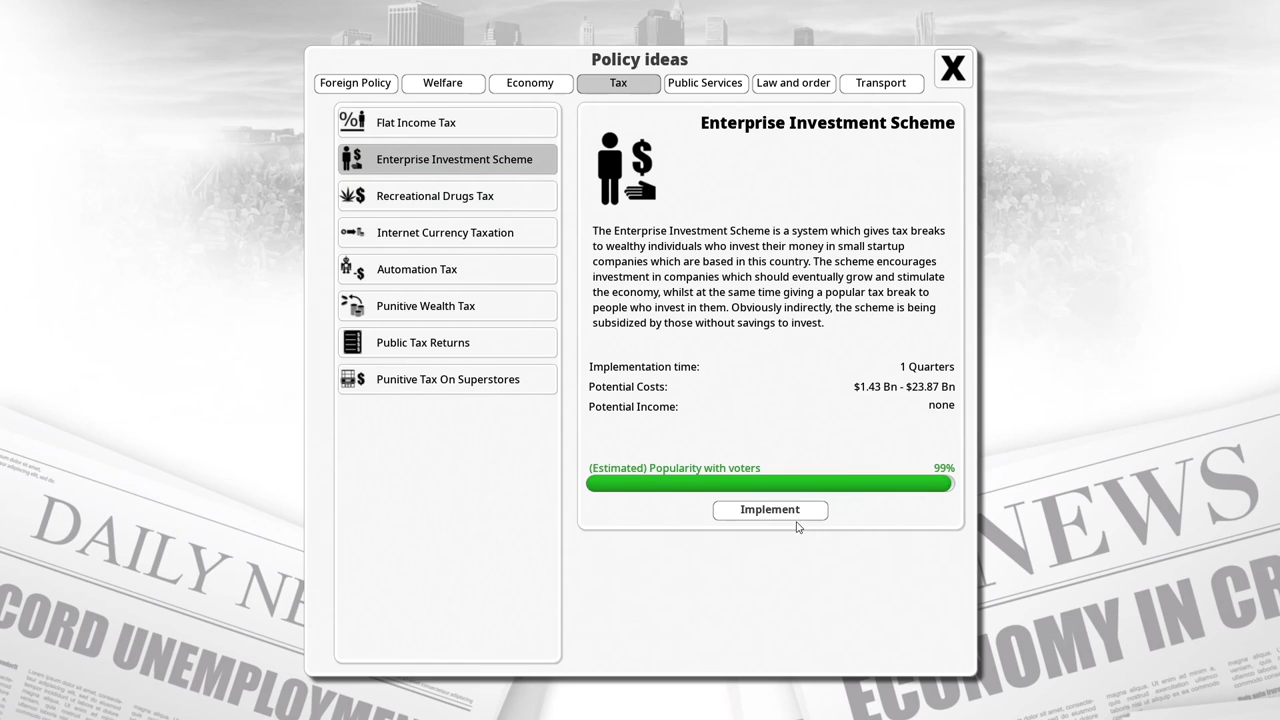 Policy ideas
X
Foreign Policy
Welfare
Economy
Tax
Public Services
Law and order
Transport
Flat Income Tax
Enterprise Investment Scheme
Recreational Drugs Tax
Internet Currency Taxation
Automation Tax
Punitive Wealth Tax
Public Tax Returns
Punitive Tax On Superstores
Enterprise Investment Scheme
The Enterprise Investment Scheme is a system which gives tax breaks
to wealthy individuals who invest their money in small startup
companies which are based in this country. The scheme encourages
investment in companies which should eventually grow and stimulate
the economy, whilst at the same time giving a popular tax break to
people who invest in them. Obviously indirectly, the scheme is being
subsidized by those without savings to invest.
Implementation time: 1 Quarters
Potential Costs: $1.43 Bn - $23.87 Bn
Potential Income: none
(Estimated) Popularity with voters 99%
Implement
DAILY NE
CORD UNEMPLOYM
NEWS
ECONOMY IN CR